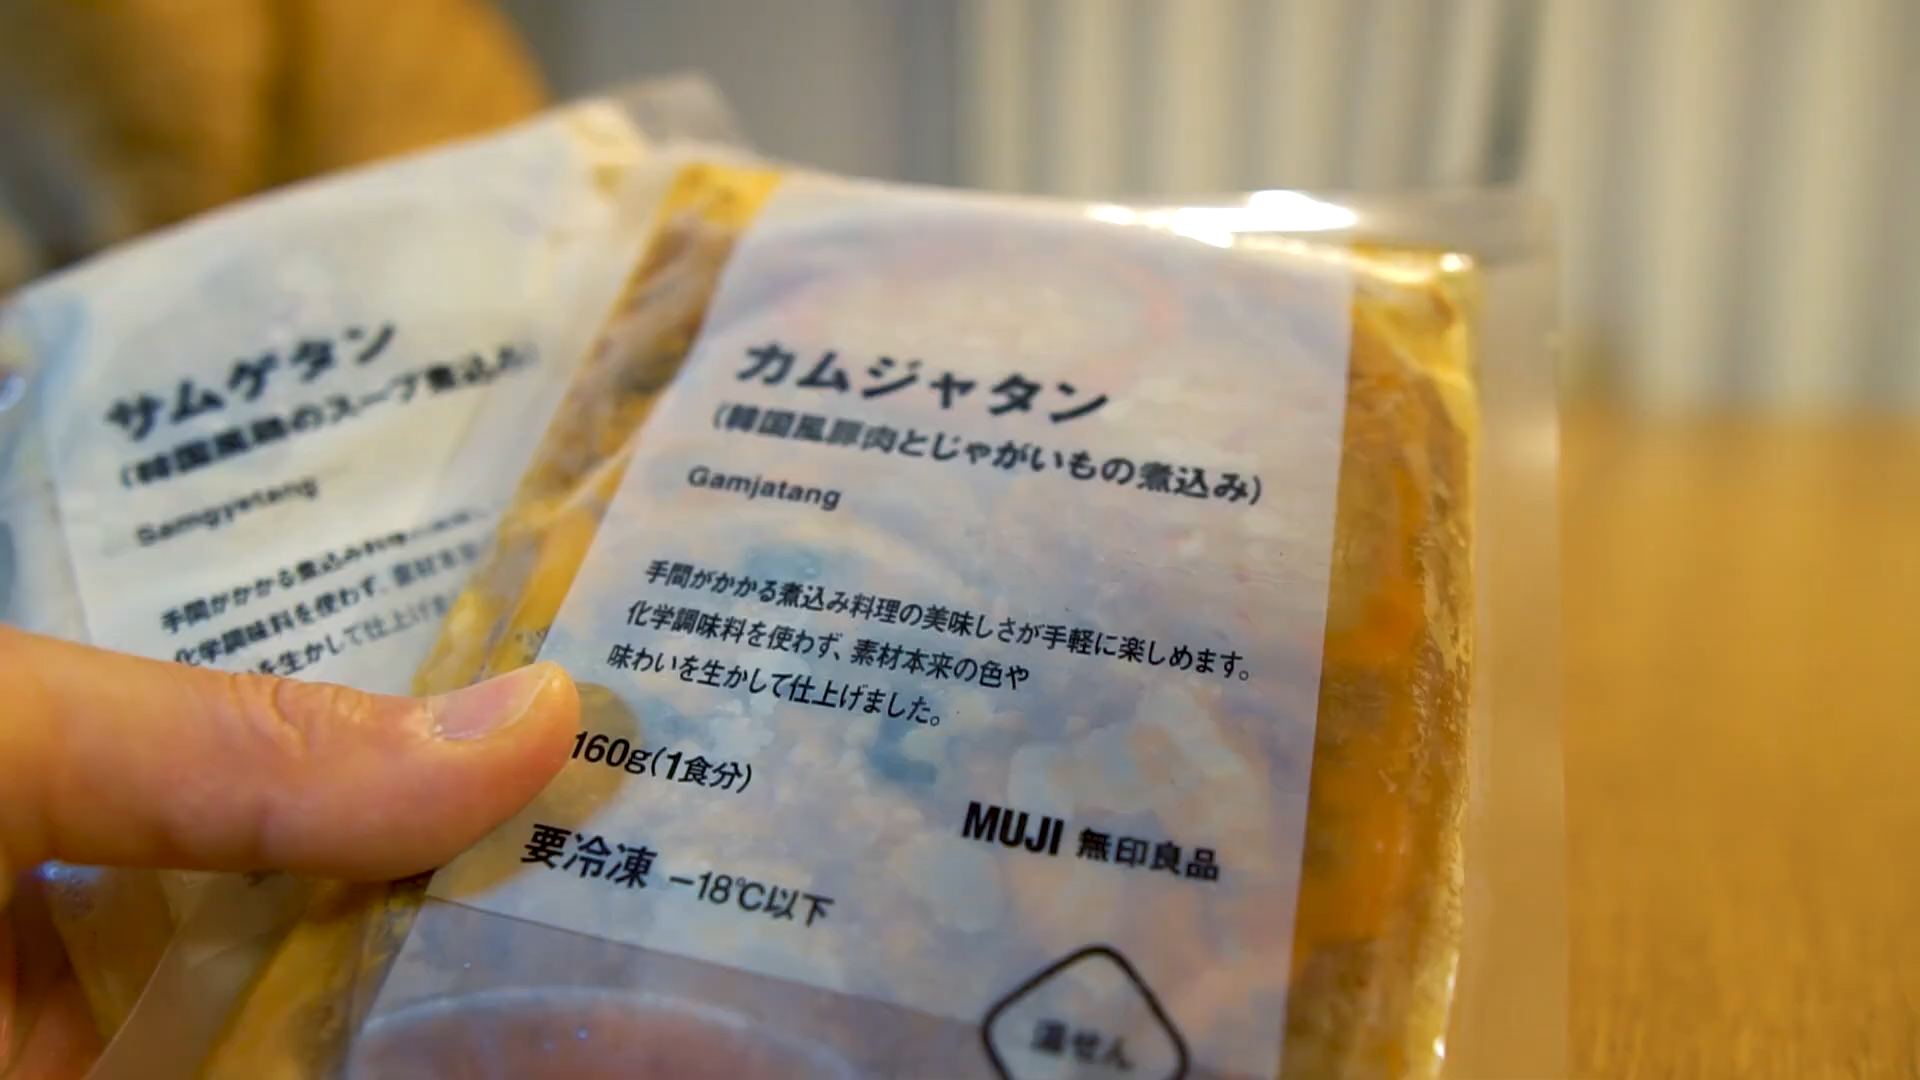 サムゲタン
(韓国風鶏のスープ煮込み)
Samgyetang
手間がかかる煮込み料理
化学調味料を使わず、素材本
を生かして仕上げま
カムジャタン
(韓国風豚肉とじゃがいもの煮込み)
Gamjatang
手間がかかる煮込み料理の美味しさが手軽に楽しめます。
化学調味料を使わず、素材本来の色や
味わいを生かして仕上げました。
160g(1食分)
MUJI 無印良品
要冷凍 -18℃以下
湯せん